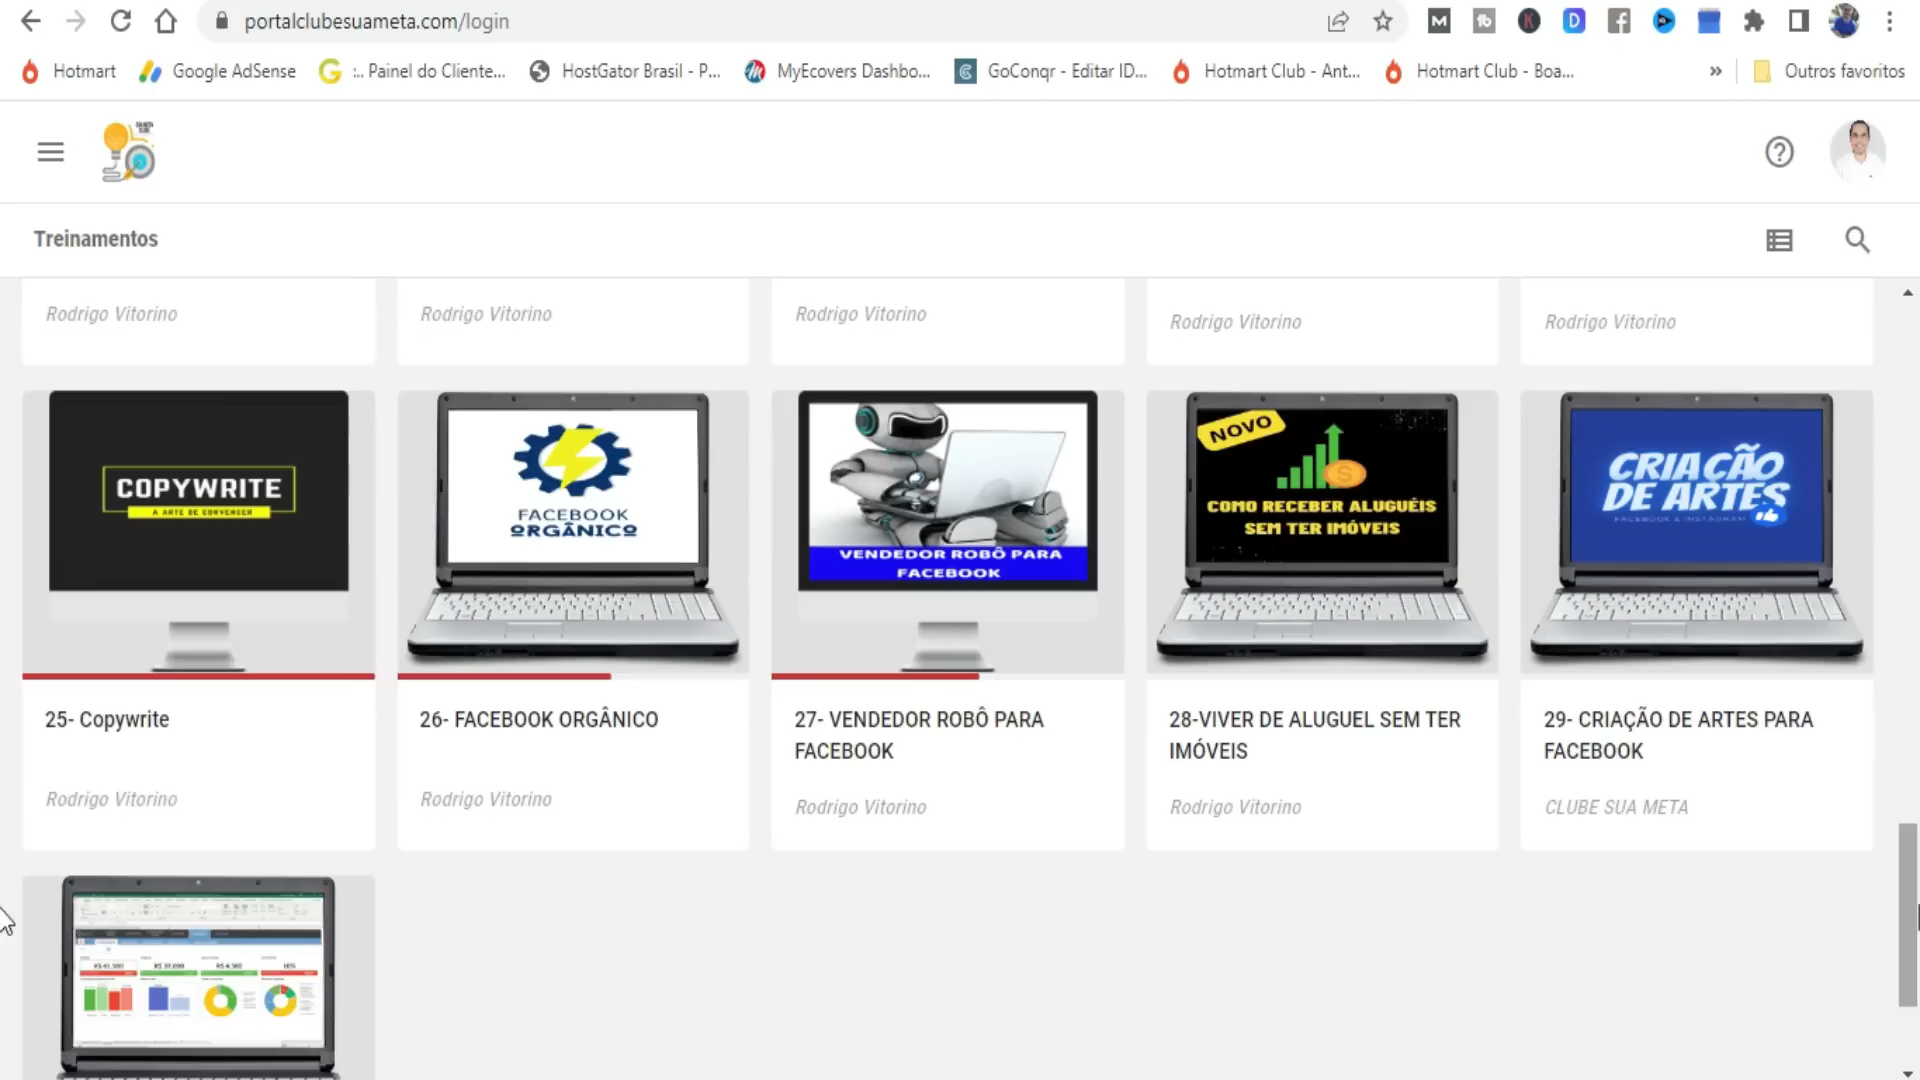 portalclubesuameta.com/login
Hotmart
Google AdSense
:.. Painel do Cliente...
HostGator Brasil - P...
MyEcovers Dashbo...
GoConqr - Editar ID...
Hotmart Club - Ant...
Hotmart Club - Boa...
»
Outros favoritos
Treinamentos
Rodrigo Vitorino
Rodrigo Vitorino
Rodrigo Vitorino
Rodrigo Vitorino
Rodrigo Vitorino
COPYWRITE
A ARTE DE CONVENCER
FACEBOOK
ORGÂNICO
VENDEDOR ROBÔ PARA
FACEBOOK
NOVO
COMO RECEBER ALUGUÉIS
SEM TER IMÓVEIS
CRIAÇÃO
DE ARTES
FACEBOOK E INSTAGRAM
25- Copywrite
Rodrigo Vitorino
26- FACEBOOK ORGÂNICO
Rodrigo Vitorino
27- VENDEDOR ROBÔ PARA
FACEBOOK
Rodrigo Vitorino
28-VIVER DE ALUGUEL SEM TER
IMÓVEIS
Rodrigo Vitorino
29- CRIAÇÃO DE ARTES PARA
FACEBOOK
CLUBE SUA META